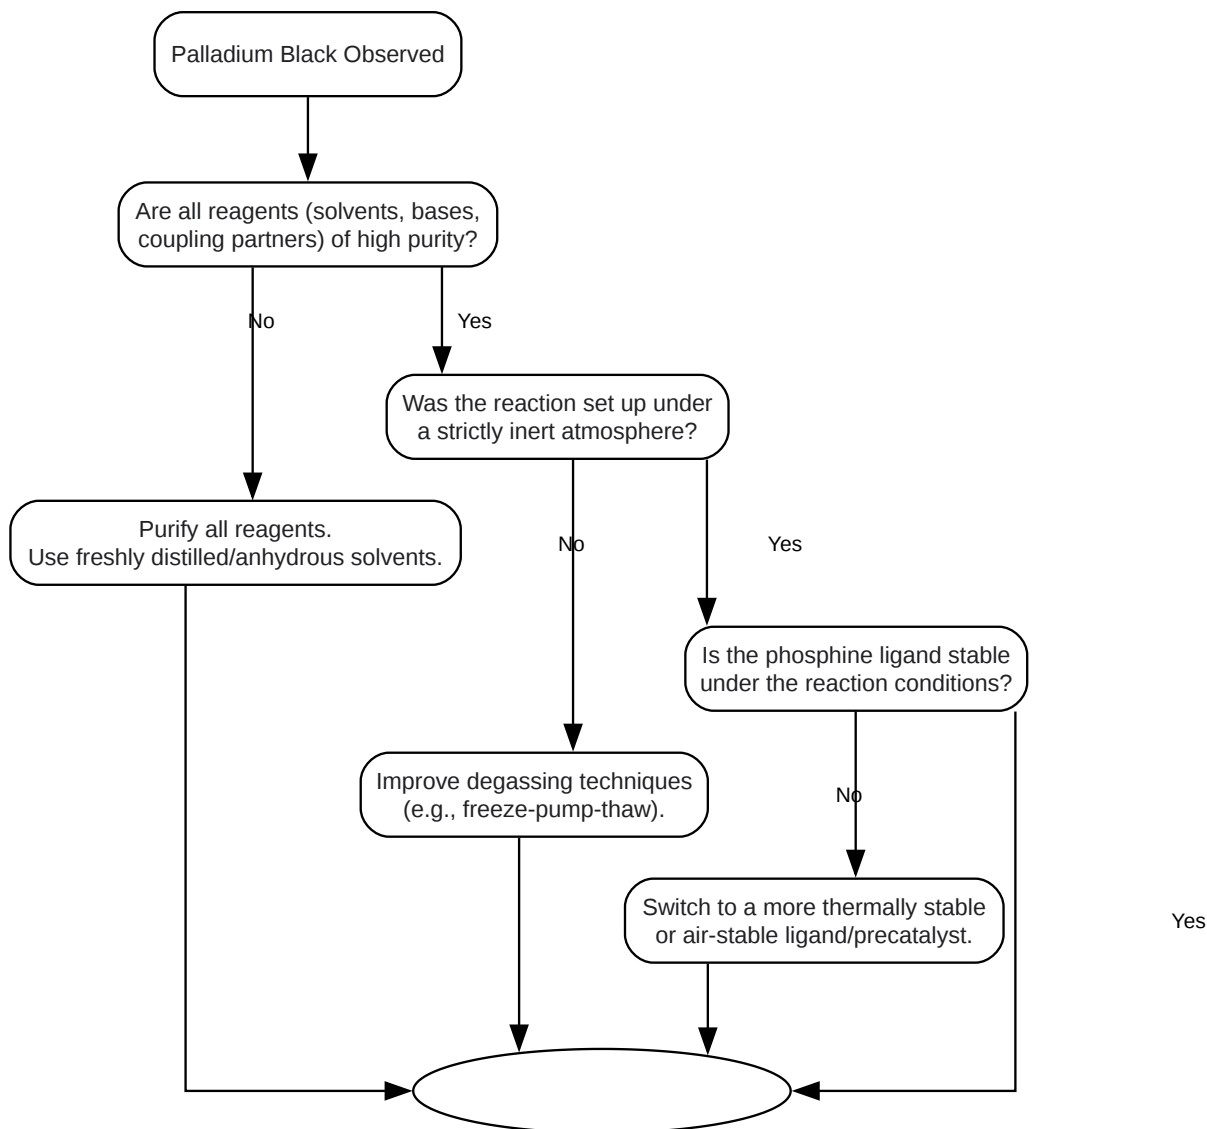 Palladium Black Observed
Are all reagents (solvents, bases,
coupling partners) of high purity?
No
Yes
Was the reaction set up under
a strictly inert atmosphere?
Purify all reagents.
Use freshly distilled/anhydrous solvents.
No
Yes
Is the phosphine ligand stable
under the reaction conditions?
Improve degassing techniques
(e.g., freeze-pump-thaw).
No
Switch to a more thermally stable
or air-stable ligand/precatalyst.
Yes